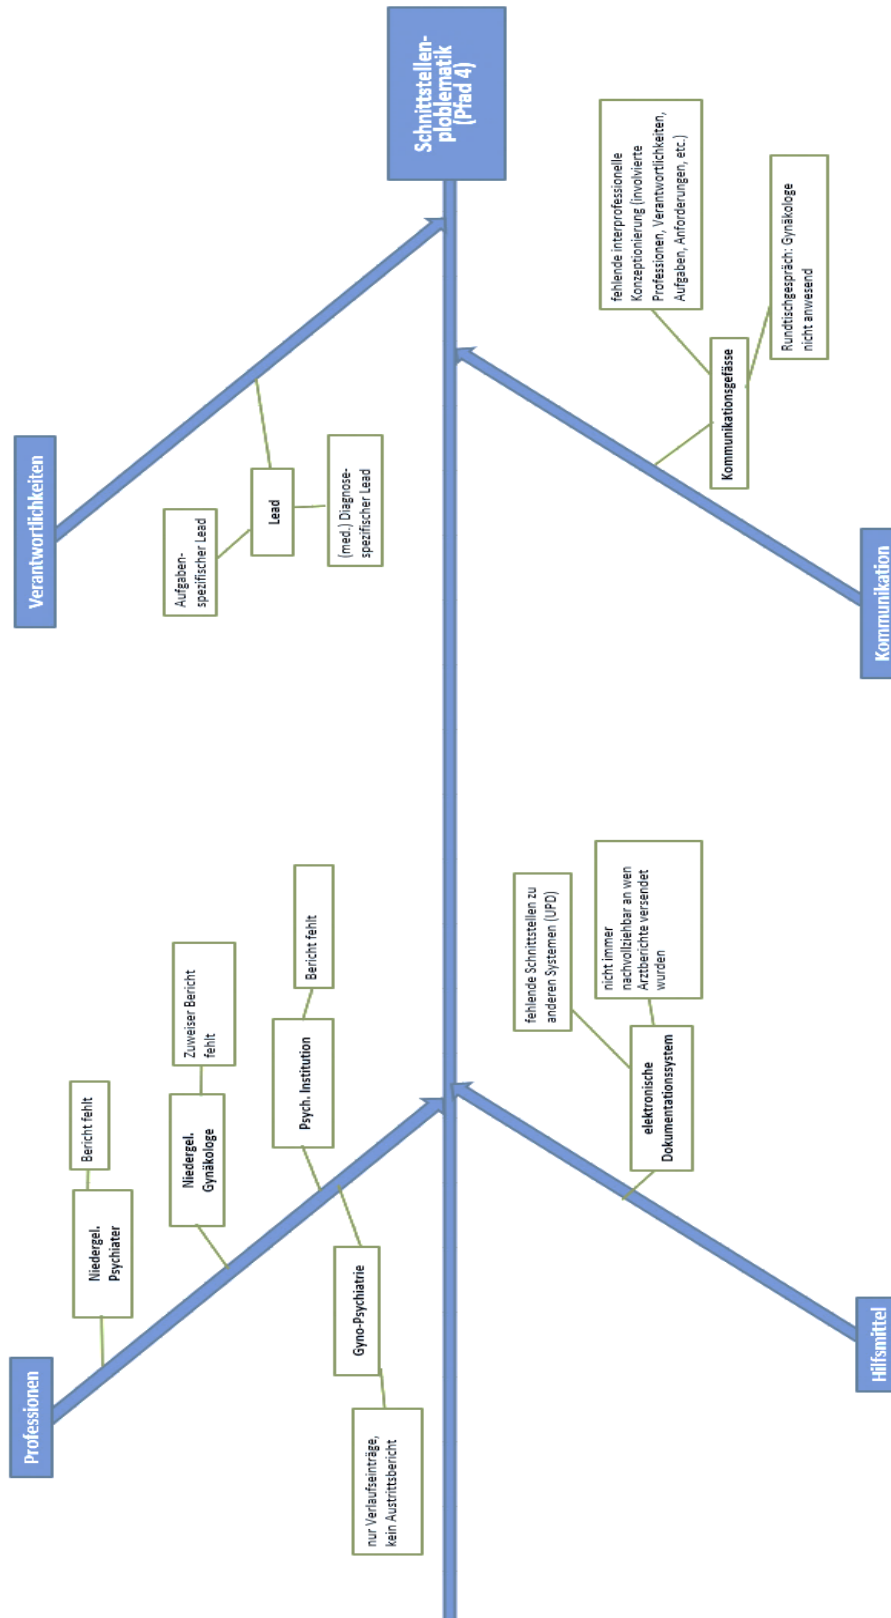 Professionen
Niedergel.
Psychiater
Bericht fehlt
Niedergel.
Gynäkologe
Zuweiser Bericht
fehlt
Psych. Institution
Bericht fehlt
Gyno-Psychiatrie
nur Verlaufseinträge,
kein Austrittsbericht
Verantwortlichkeiten
Aufgaben-
spezifischer Lead
Lead
(med.) Diagnose-
spezifischer Lead
Schnittstellen-
ploblematik
(Pfad 4)
fehlende Schnittstellen zu
anderen Systemen (UPD)
nicht immer
nachvollziehbar an wen
Arztberichte versendet
wurden
elektronische
Dokumentationssystem
Hilfsmittel
fehlende interprofessionelle
Konzeptionierung (involvierte
Professionen, Verantwortlichkeiten,
Aufgaben, Anforderungen, etc.)
Kommunikationsgefässe
Rundtischgespräch: Gynäkologe
nicht anwesend
Kommunikation